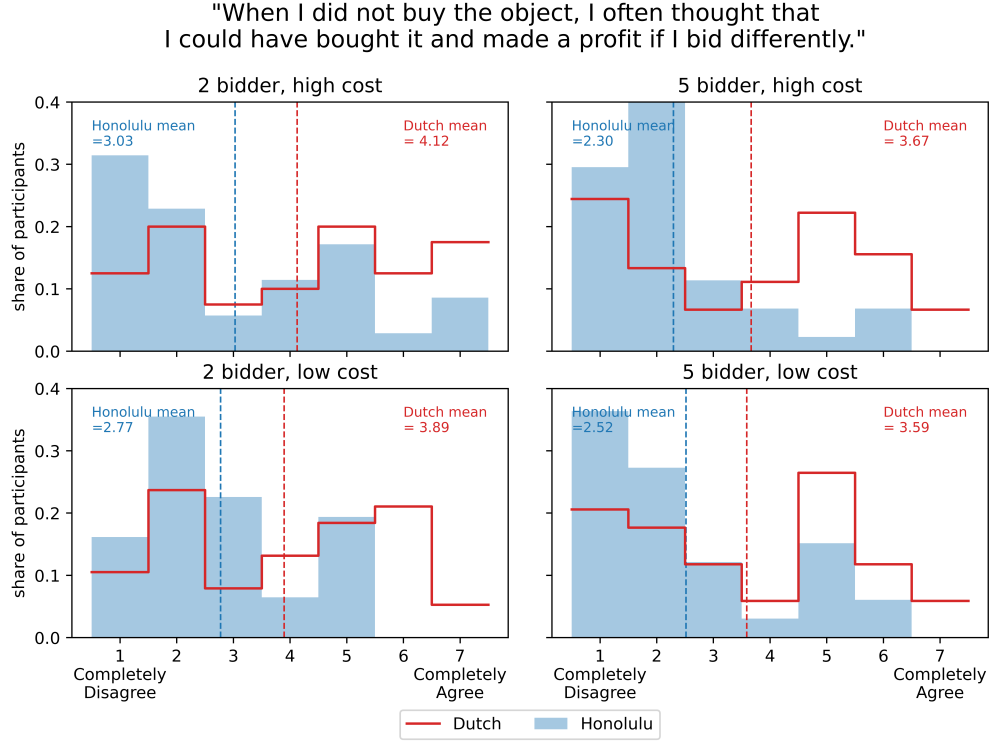 "When I did not buy the object, I often thought that
I could have bought it and made a profit if I bid differently."
2 bidder, high cost
0.4
0.3
0.2
0.1
0.0
share of participants
Honolulu mean
=3.03
Dutch mean
= 4.12
5 bidder, high cost
Honolulu mean
=2.30
Dutch mean
= 3.67
2 bidder, low cost
0.4
0.3
0.2
0.1
0.0
share of participants
Honolulu mean
=2.77
Dutch mean
= 3.89
1 2 3 4 5 6 7
Completely Completely
Disagree Agree
5 bidder, low cost
Honolulu mean
=2.52
Dutch mean
= 3.59
1 2 3 4 5 6 7
Completely Completely
Disagree Agree
Dutch Honolulu